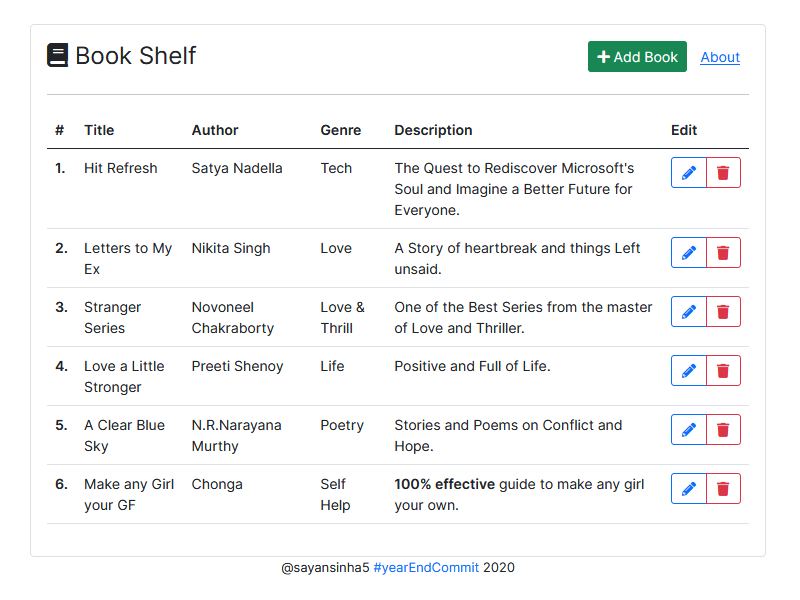 Book Shelf
Add Book About
# Title Author Genre Description Edit
1. Hit Refresh Satya Nadella Tech The Quest to Rediscover Microsoft's
Soul and Imagine a Better Future for
Everyone.
2. Letters to My Nikita Singh Love A Story of heartbreak and things Left
Ex unsaid.
3. Stranger Novoneel Love & One of the Best Series from the master
Series Chakraborty Thrill of Love and Thriller.
4. Love a Little Preeti Shenoy Life Positive and Full of Life.
Stronger
5. A Clear Blue N.R.Narayana Poetry Stories and Poems on Conflict and
Sky Murthy Hope.
6. Make any Girl Chonga Self 100% effective guide to make any girl
your GF Help your own.
@sayansinha5 #yearEndCommit 2020